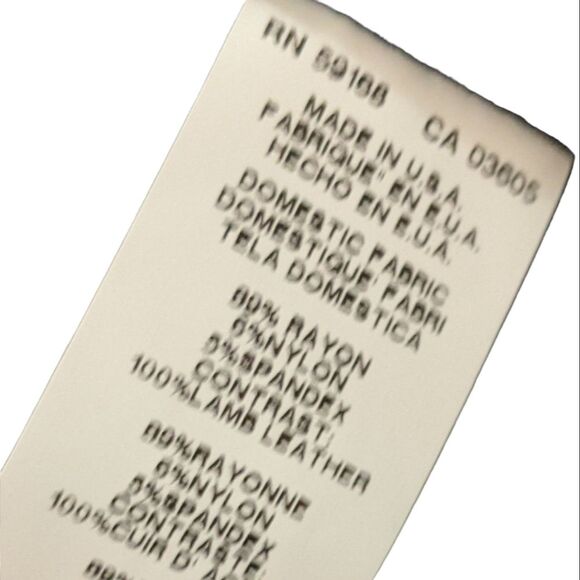 RN 59168 CA 03605
MADE IN U.S.A.
FABRIQUE" EN E.U.A.
HECHO EN E.U.A.
DOMESTIC FABRIC
DOMESTIQUE, FABRI
TELA DOMESTICA
89% RAYON
6%NYLON
5%SPANDEX
CONTRAST:
100%LAMB LEATHER
89%RAYONNE
6%NYLON
5%SPANDEX
CONTRASTE:
100%CUIR D'